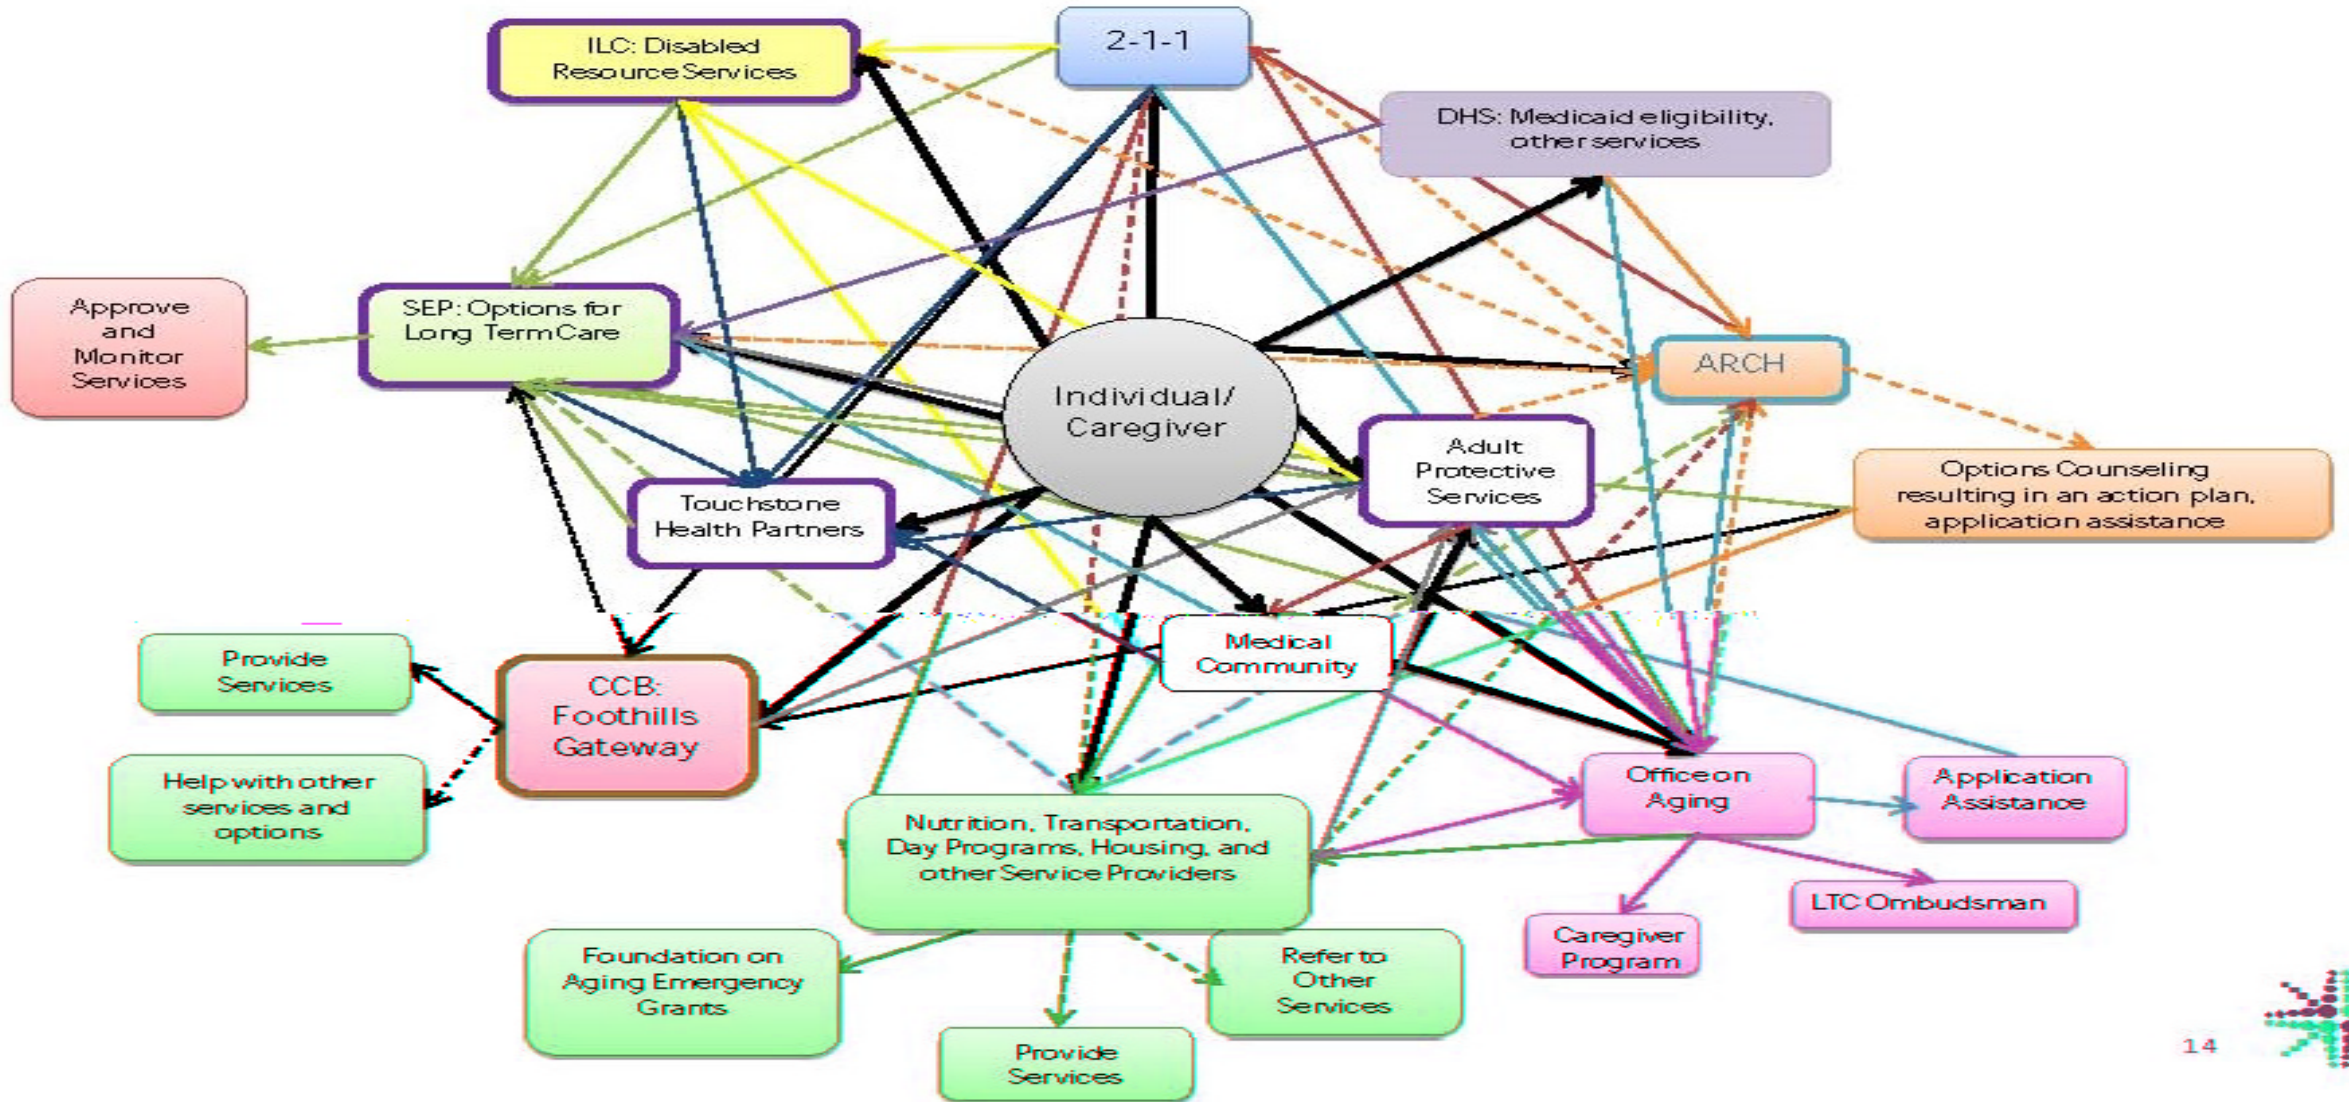 ILC: Disabled
Resource Services
2-1-1
DHS: Medicaid eligibility,
other services
Approve
and
Monitor
Services
SEP: Options for
Long Term Care
Individual/
Caregiver
ARCH
Adult
Protective
Services
Options Counseling
resulting in an action plan,
application assistance
Touchstone
Health Partners
Provide
Services
CCB:
Foothills
Gateway
Medical
Community
Help with other
services and
options
Nutrition, Transportation,
Day Programs, Housing, and
other Service Providers
Office on
Aging
Application
Assistance
LTC Ombudsman
Caregiver
Program
Foundation on
Aging Emergency
Grants
Refer to
Other
Services
Provide
Services
14